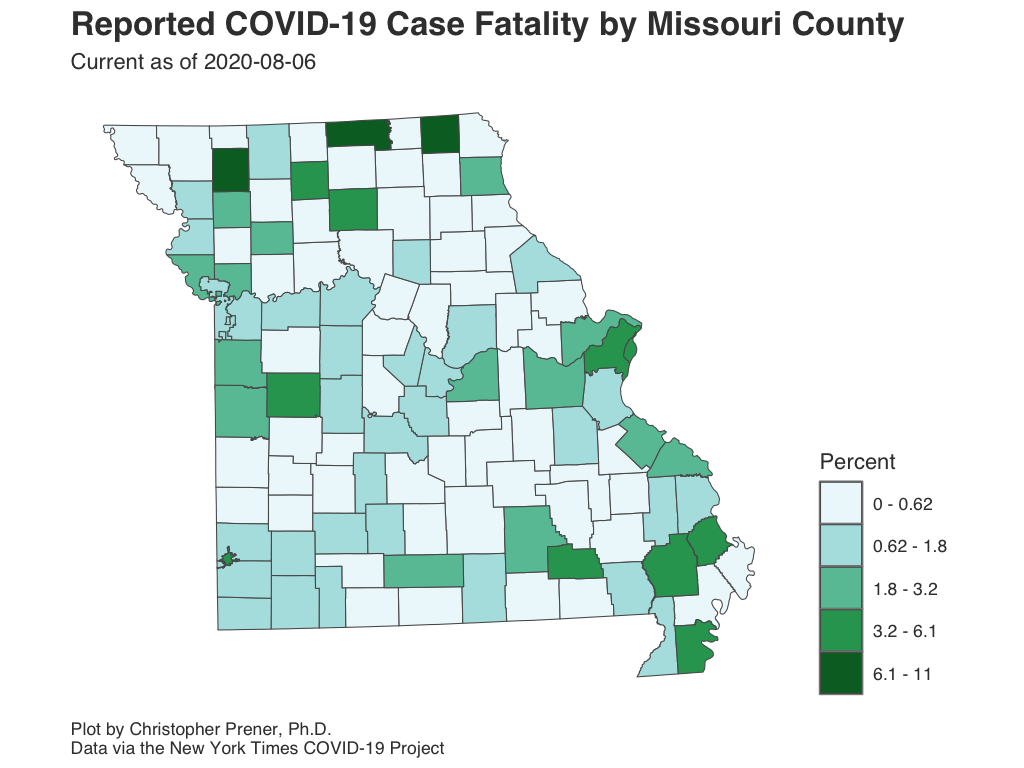 Reported COVID-19 Case Fatality by Missouri County
Current as of 2020-08-06
Percent
0 - 0.62
0.62 - 1.8
1.8 - 3.2
3.2 - 6.1
6.1 - 11
Plot by Christopher Prener, Ph.D.
Data via the New York Times COVID-19 Project